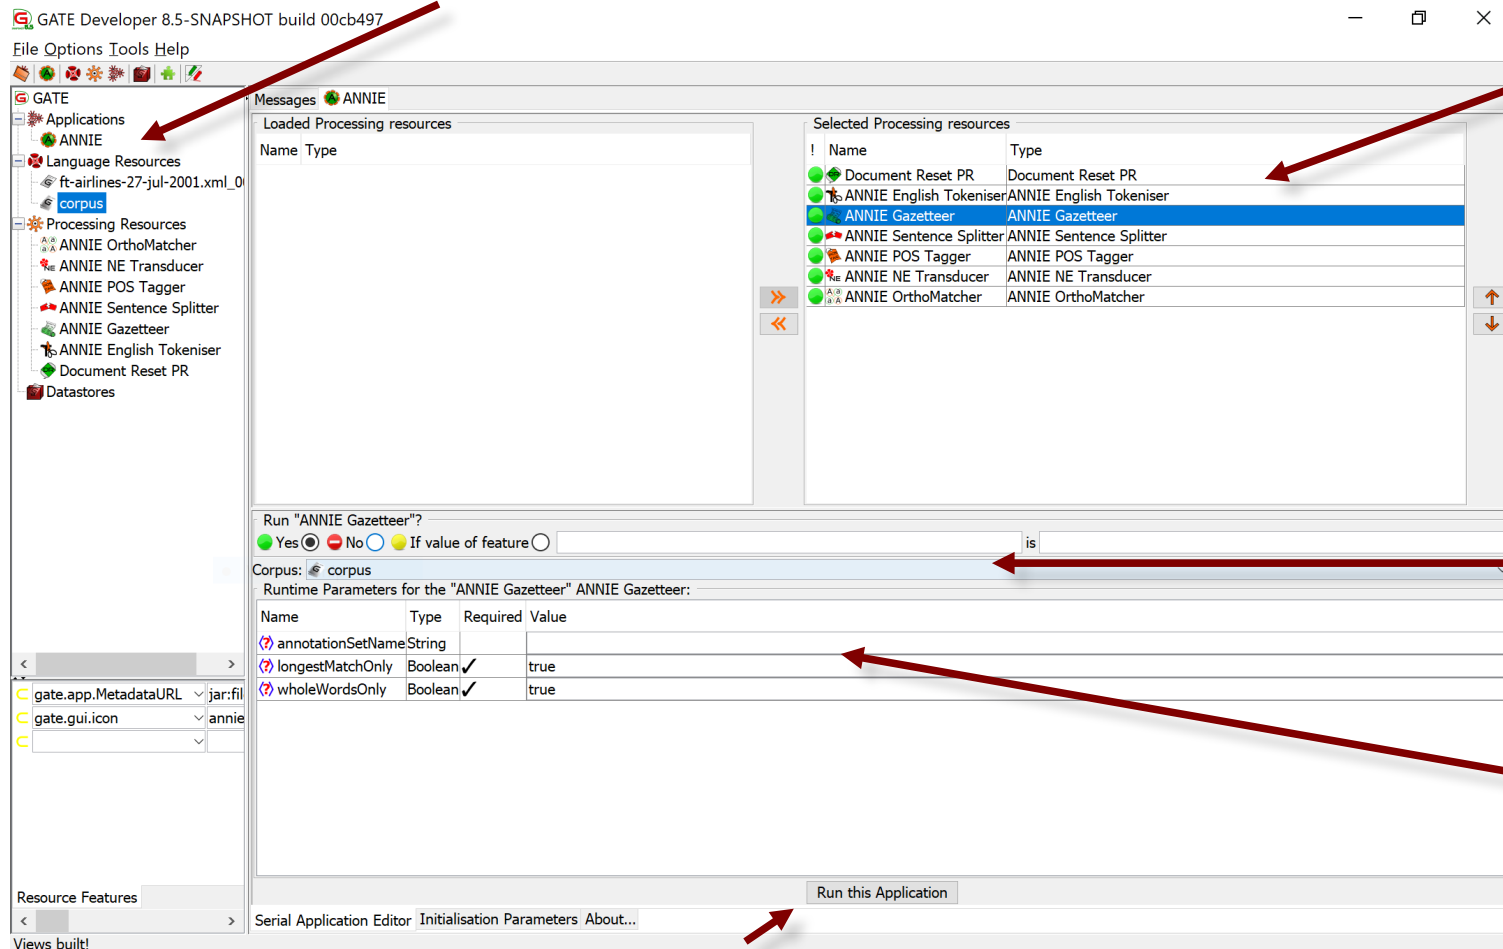 GATE Developer 8.5-SNAPSHOT build 00cb497
File Options Tools Help
GATE
Applications
ANNIE
Language Resources
ft-airlines-27-jul-2001.xml_0
corpus
Processing Resources
ANNIE OrthoMatcher
ANNIE NE Transducer
ANNIE POS Tagger
ANNIE Sentence Splitter
ANNIE Gazetteer
ANNIE English Tokeniser
Document Reset PR
Datastores
gate.app.MetadataURL jar:fil
gate.gui.icon annie
Resource Features
Views built!
Messages ANNIE
Loaded Processing resources
Name Type
Selected Processing resources
! Name Type
Document Reset PR Document Reset PR
ANNIE English Tokeniser ANNIE English Tokeniser
ANNIE Gazetteer ANNIE Gazetteer
ANNIE Sentence Splitter ANNIE Sentence Splitter
ANNIE POS Tagger ANNIE POS Tagger
ANNIE NE Transducer ANNIE NE Transducer
ANNIE OrthoMatcher ANNIE OrthoMatcher
Run "ANNIE Gazetteer"?
Yes No If value of feature is
Corpus: corpus
Runtime Parameters for the "ANNIE Gazetteer" ANNIE Gazetteer:
Name Type Required Value
(?) annotationSetName String
(?) longestMatchOnly Boolean ✓ true
(?) wholeWordsOnly Boolean ✓ true
Run this Application
Serial Application Editor Initialisation Parameters About...